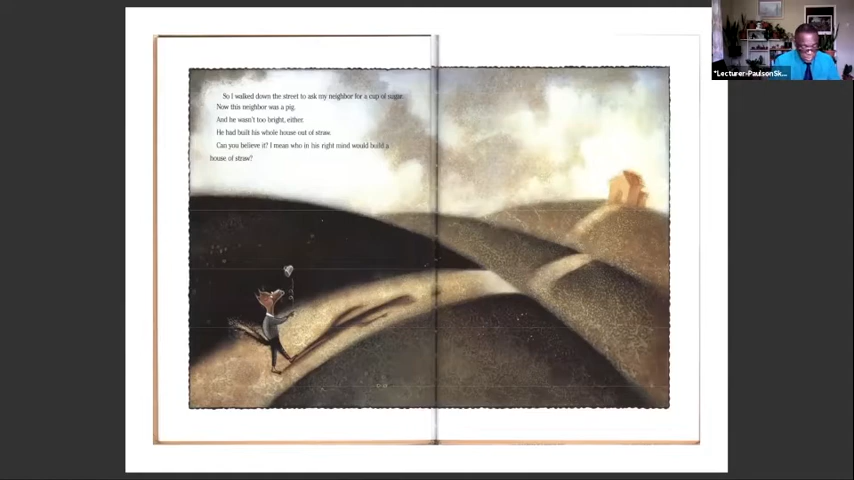 So I walked down the street to ask my neighbor for a cup of sugar.
Now this neighbor was a pig.
And he wasn't too bright, either.
He had built his whole house out of straw.
Can you believe it? I mean who in his right mind would build a
house of straw?
*Lecturer-PaulsonSk...